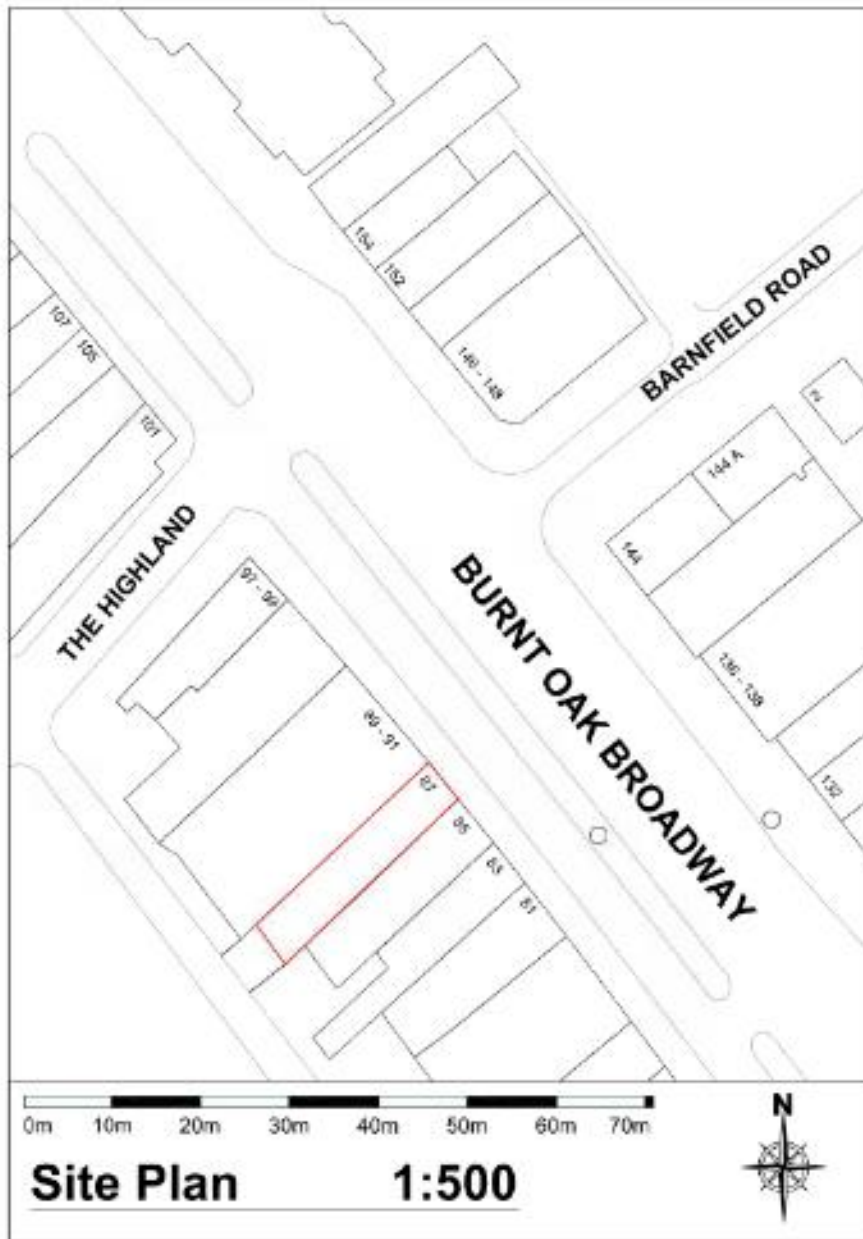 154
152
146 - 148
BARNFIELD ROAD
2
107
105
101
144 A
144
THE HIGHLAND
97 - 99
BURNT OAK BROADWAY
136 - 138
89 - 91
132
87
85
83
81
0m 10m 20m 30m 40m 50m 60m 70m
N
Site Plan 1:500